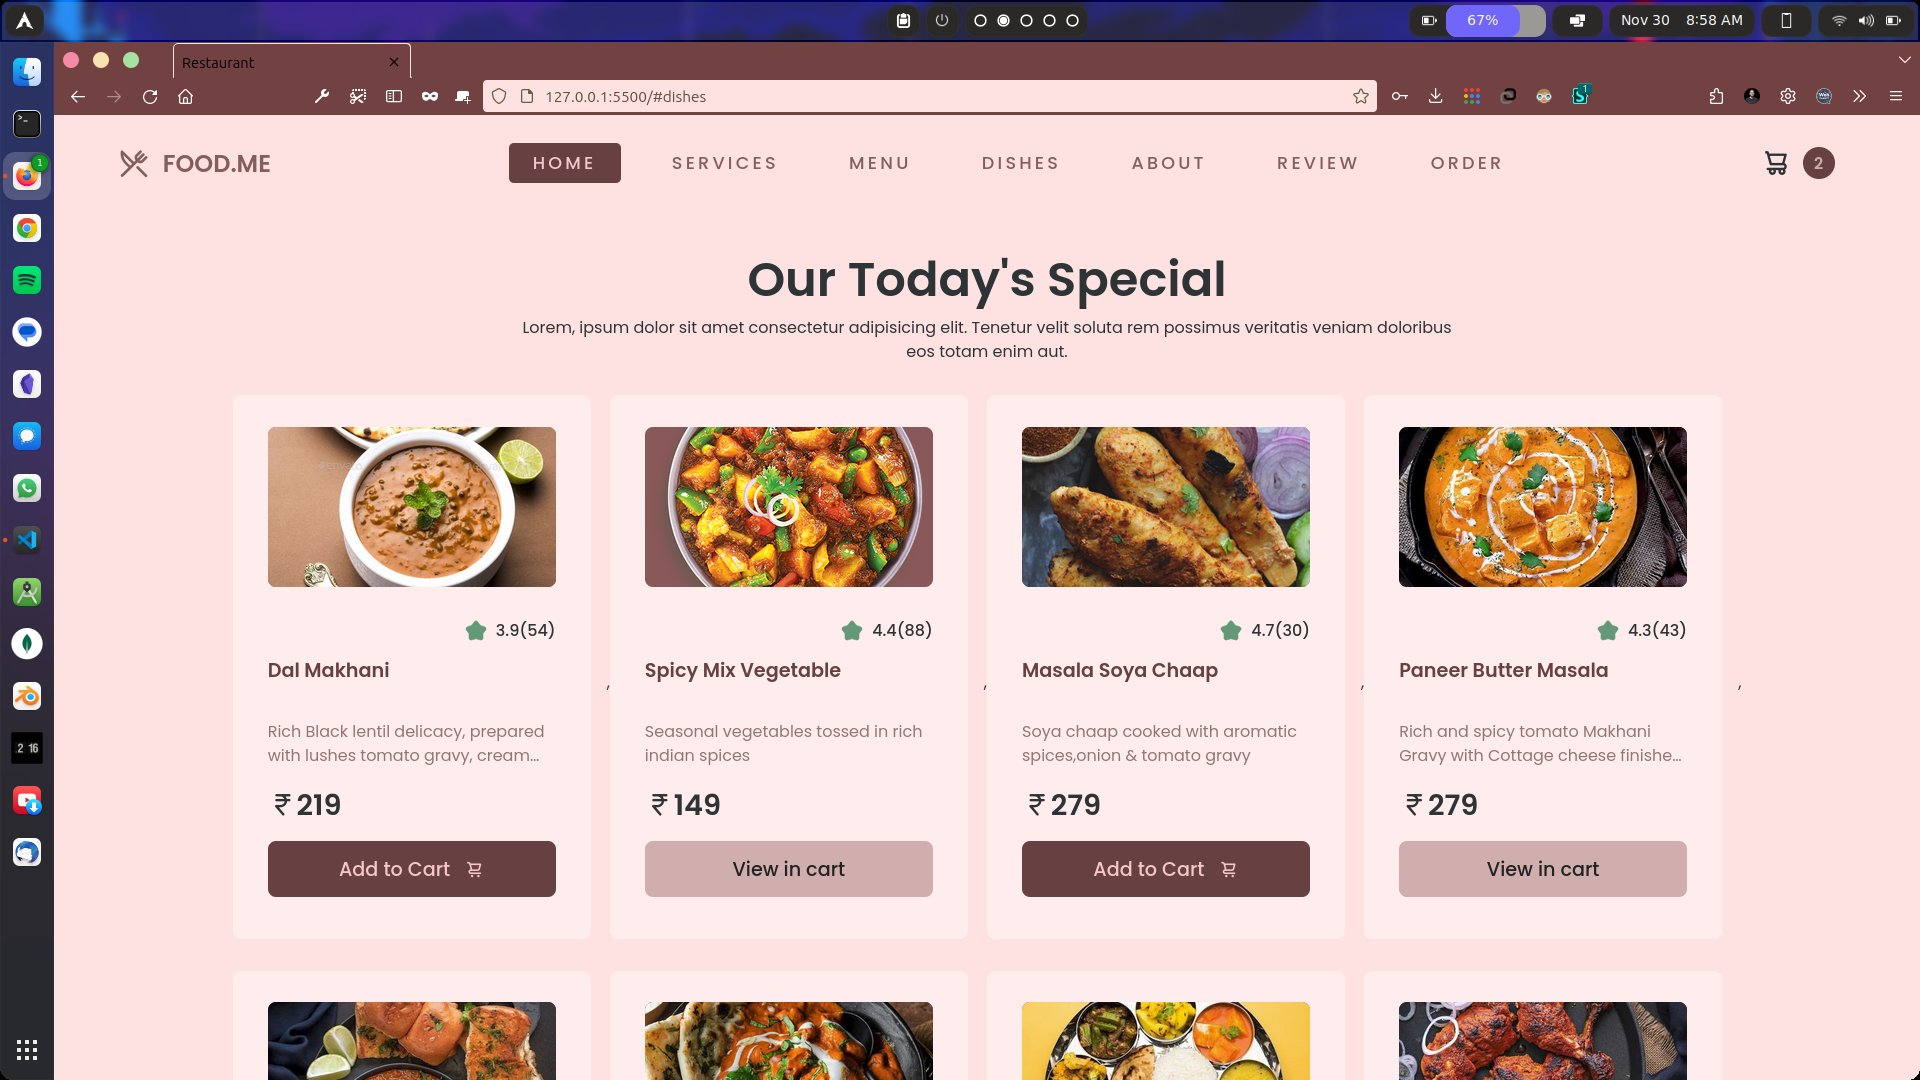 67%
Nov 30 8:58 AM
Restaurant
127.0.0.1:5500/#dishes
1
1
FOOD.ME
HOME
SERVICES
MENU
DISHES
ABOUT
REVIEW
ORDER
2
Our Today's Special
Lorem, ipsum dolor sit amet consectetur adipisicing elit. Tenetur velit soluta rem possimus veritatis veniam doloribus
eos totam enim aut.
3.9(54)
Dal Makhani
Rich Black lentil delicacy, prepared
with lushes tomato gravy, cream...
₹ 219
Add to Cart
,
4.4(88)
Spicy Mix Vegetable
Seasonal vegetables tossed in rich
indian spices
₹ 149
View in cart
,
4.7(30)
Masala Soya Chaap
Soya chaap cooked with aromatic
spices,onion & tomato gravy
₹ 279
Add to Cart
,
4.3(43)
Paneer Butter Masala
Rich and spicy tomato Makhani
Gravy with Cottage cheese finishe...
₹ 279
View in cart
,
2 16